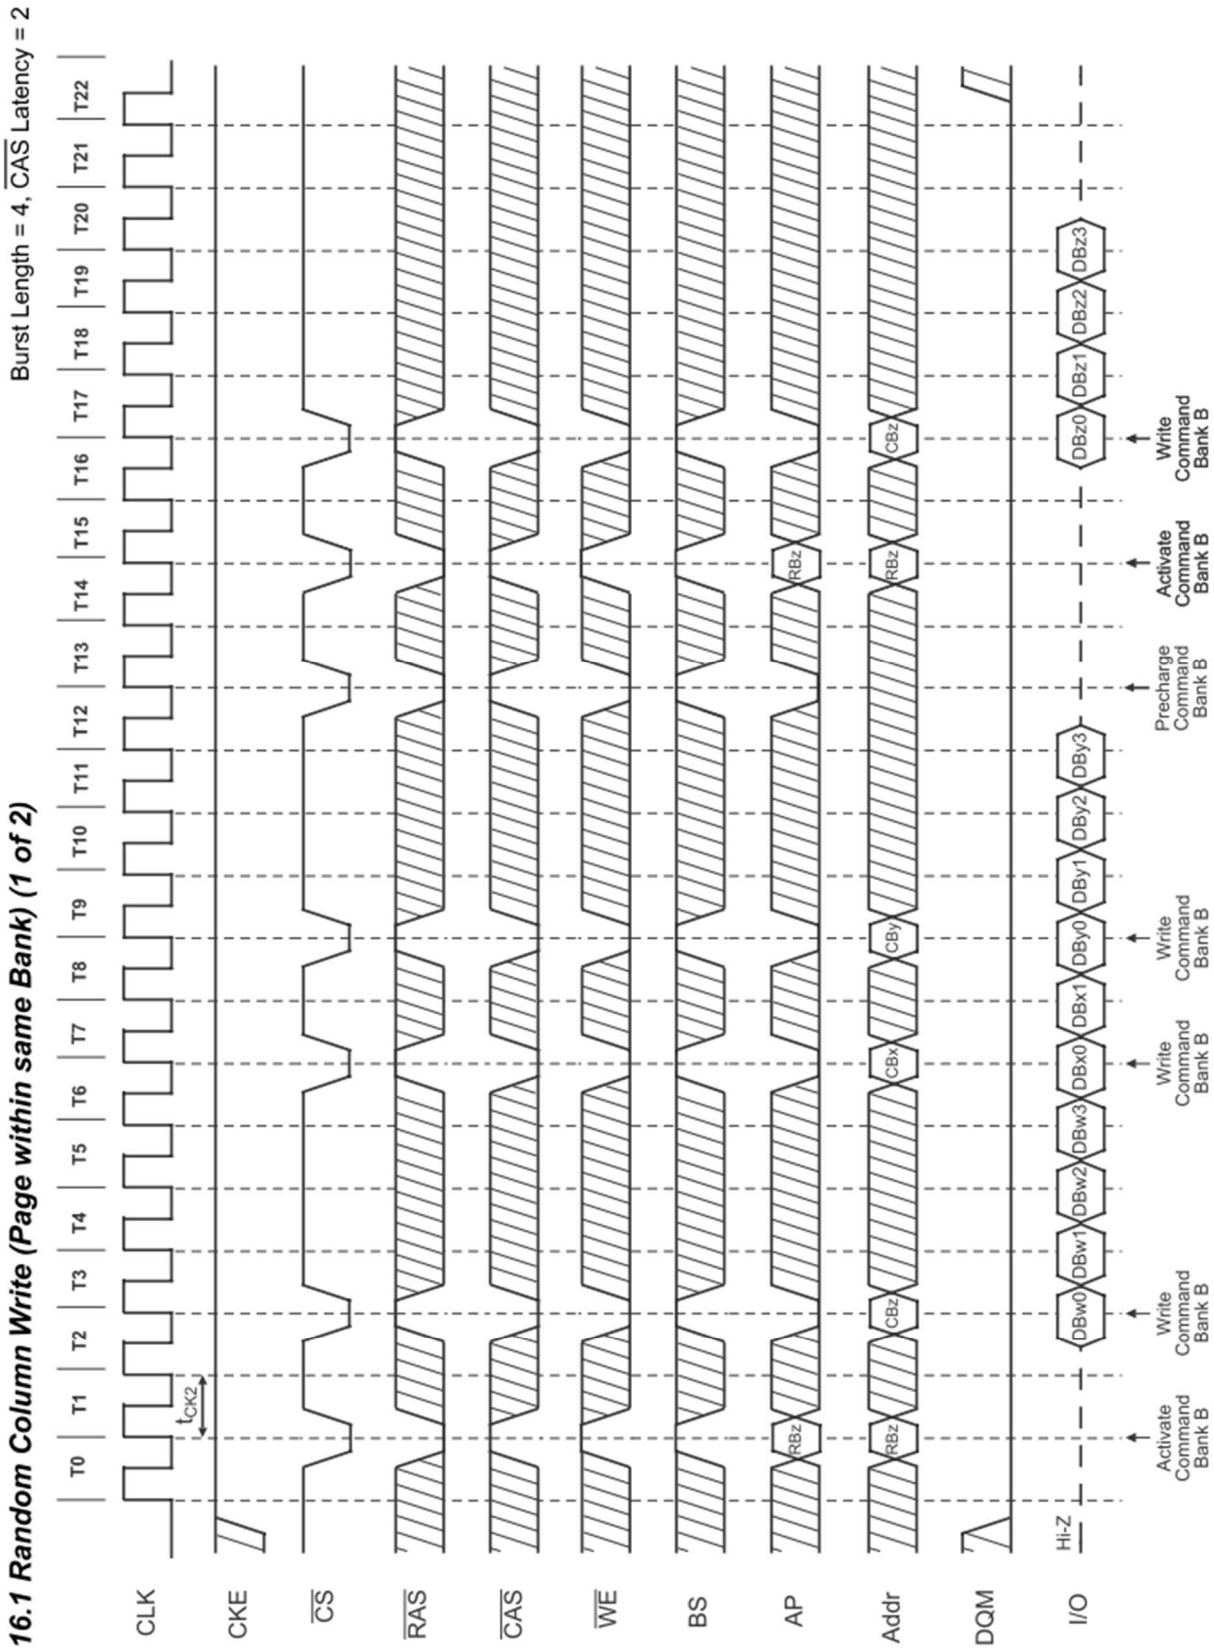 16.1 Random Column Write (Page within same Bank) (1 of 2)
Burst Length = 4, CAS Latency = 2
T0 T1 T2 T3 T4 T5 T6 T7 T8 T9 T10 T11 T12 T13 T14 T15 T16 T17 T18 T19 T20 T21 T22
CLK
tCK2
CKE
CS
RAS
CAS
WE
BS
AP
RBz RBz
Addr
RBz CBz CBx CBy RBz CBz
DQM
I/O
Hi-Z
DBw0 DBw1 DBw2 DBw3 DBx0 DBx1 DBy0 DBy1 DBy2 DBy3 DBz0 DBz1 DBz2 DBz3
Activate
Command
Bank B
Write
Command
Bank B
Write
Command
Bank B
Write
Command
Bank B
Precharge
Command
Bank B
Activate
Command
Bank B
Write
Command
Bank B